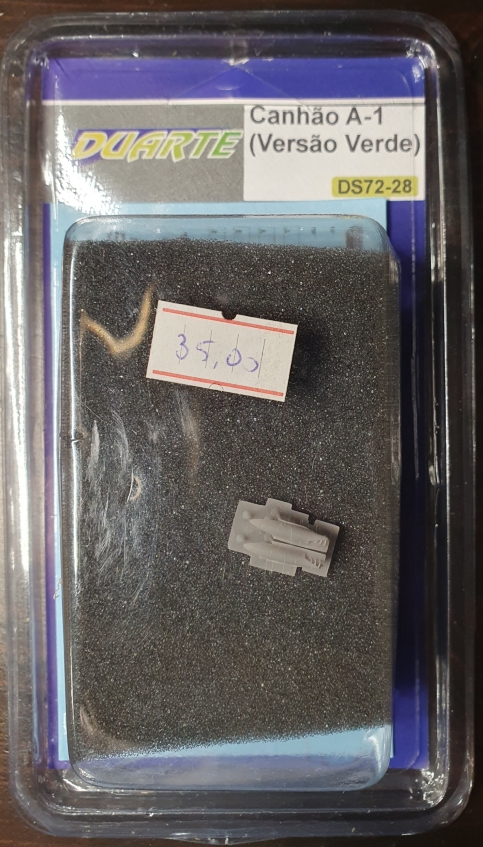 DUARTE
Canhão A-1
(Versão Verde)
DS72-28
35,00